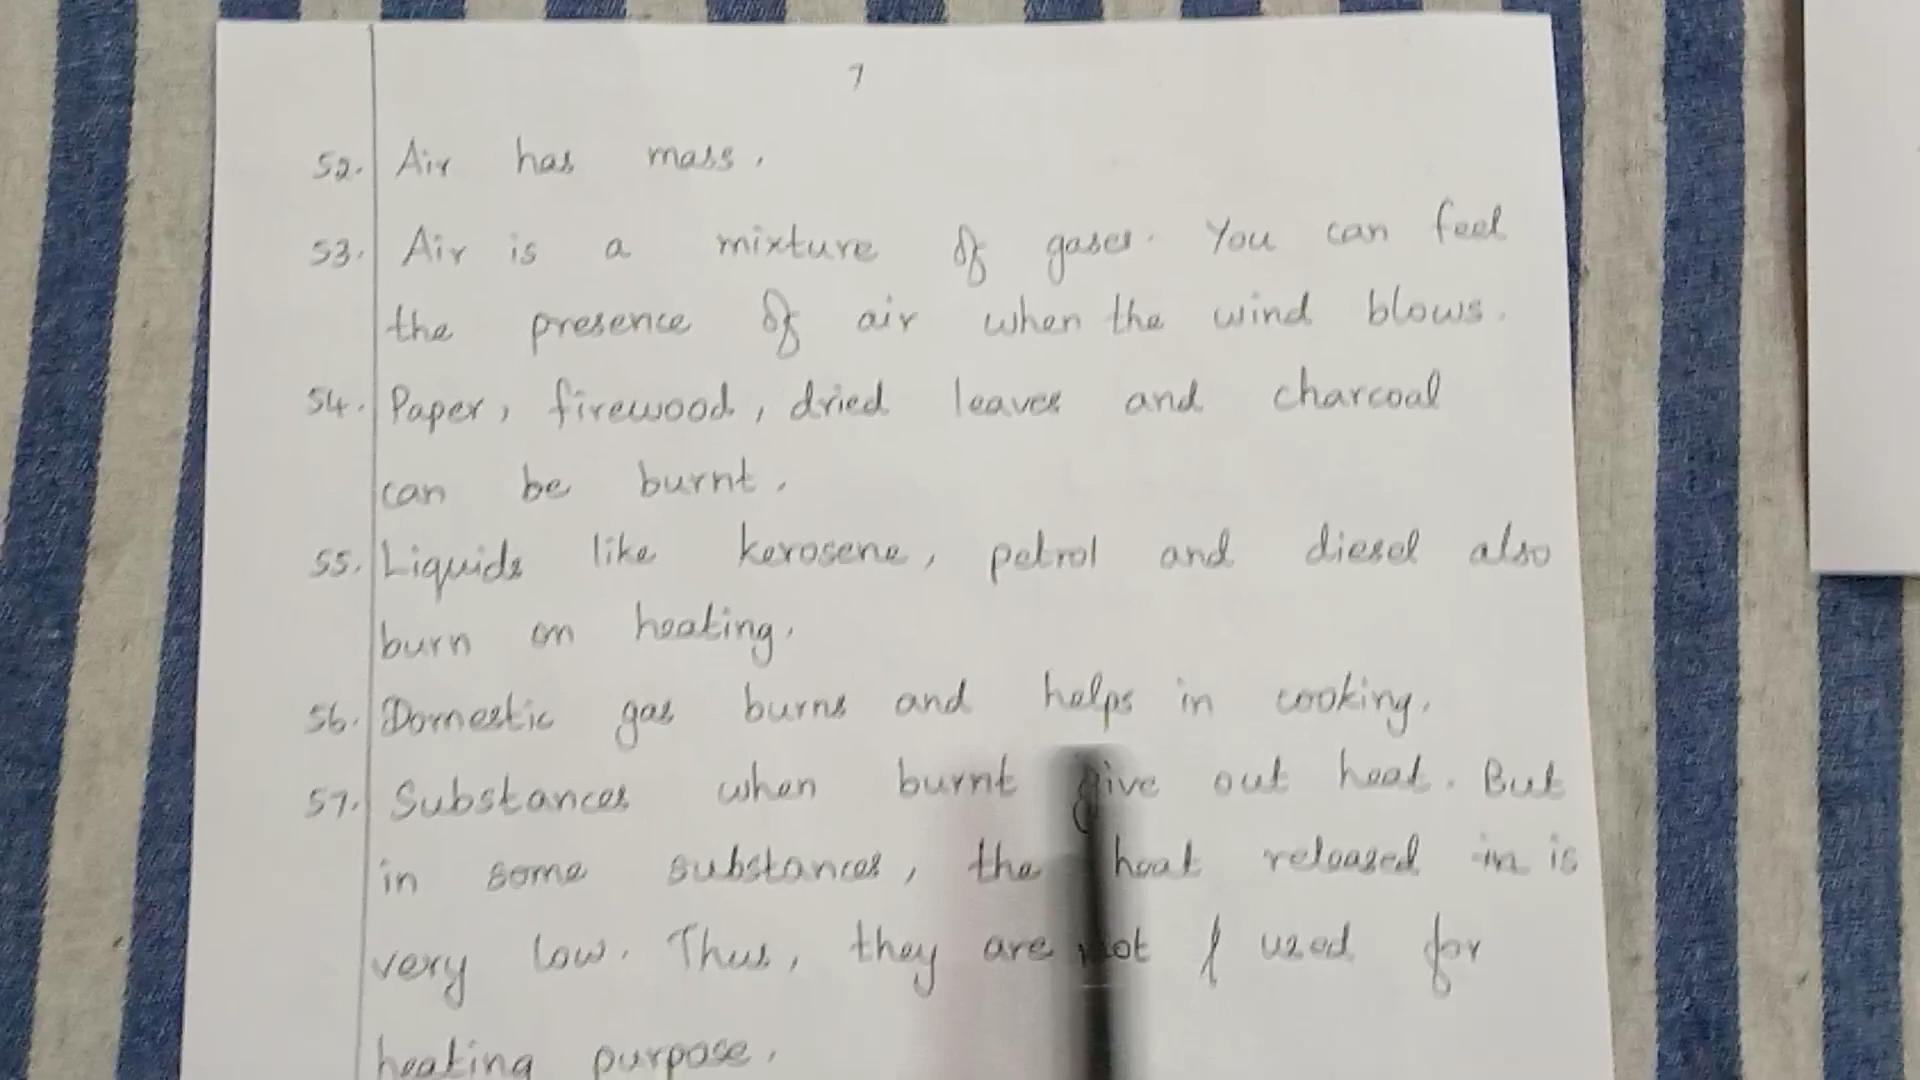 7
52. Air has mass.
53. Air is a mixture of gases. You can feel
the presence of air when the wind blows.
54. Paper, firewood, dried leaves and charcoal
can be burnt.
55. Liquids like kerosene, petrol and diesel also
burn on heating.
56. Domestic gas burns and helps in cooking.
57. Substances when burnt give out heat. But
in some substances, the heat released in is
very low. Thus, they are not used for
heating purpose.